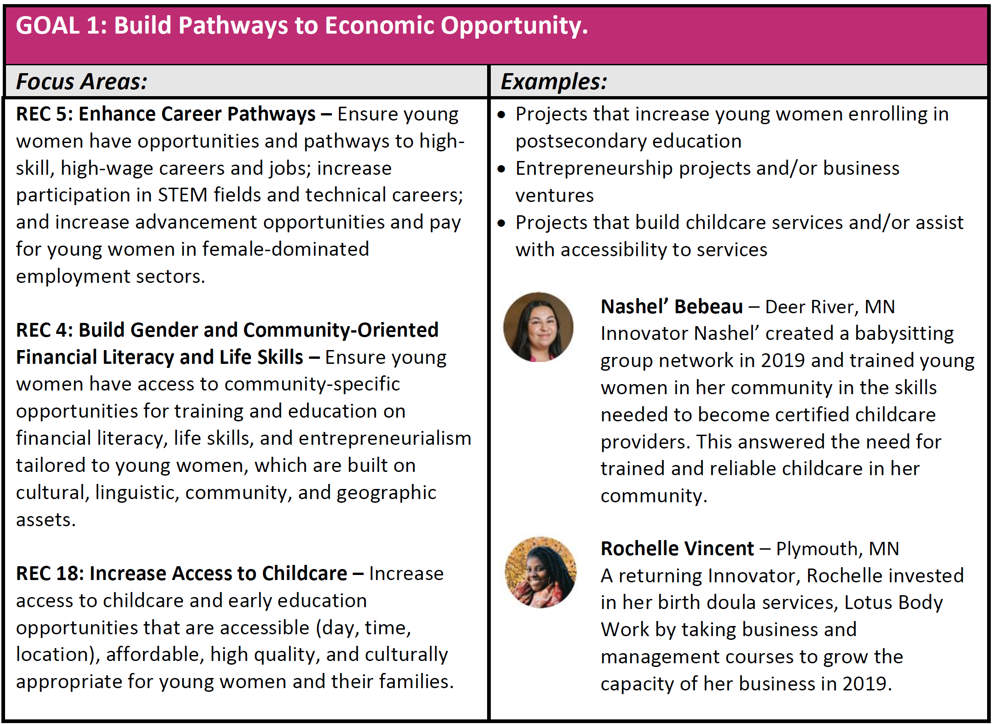 GOAL 1: Build Pathways to Economic Opportunity.
Focus Areas:
REC 5: Enhance Career Pathways – Ensure young
women have opportunities and pathways to high-
skill, high-wage careers and jobs; increase
participation in STEM fields and technical careers;
and increase advancement opportunities and pay
for young women in female-dominated
employment sectors.
REC 4: Build Gender and Community-Oriented
Financial Literacy and Life Skills – Ensure young
women have access to community-specific
opportunities for training and education on
financial literacy, life skills, and entrepreneurialism
tailored to young women, which are built on
cultural, linguistic, community, and geographic
assets.
REC 18: Increase Access to Childcare – Increase
access to childcare and early education
opportunities that are accessible (day, time,
location), affordable, high quality, and culturally
appropriate for young women and their families.
Examples:
• Projects that increase young women enrolling in
postsecondary education
• Entrepreneurship projects and/or business
ventures
• Projects that build childcare services and/or assist
with accessibility to services
Nashel’ Bebeau – Deer River, MN
Innovator Nashel’ created a babysitting
group network in 2019 and trained young
women in her community in the skills
needed to become certified childcare
providers. This answered the need for
trained and reliable childcare in her
community.
Rochelle Vincent – Plymouth, MN
A returning Innovator, Rochelle invested
in her birth doula services, Lotus Body
Work by taking business and
management courses to grow the
capacity of her business in 2019.